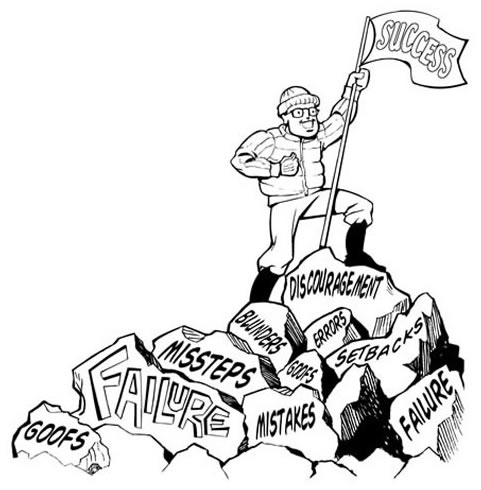 SUCCESS
DISCOURAGEMENT
BLUNDERS
ERRORS
SETBACKS
MISSTEPS
GOOFS
FAILURE
MISTAKES
FAILURE
GOOFS